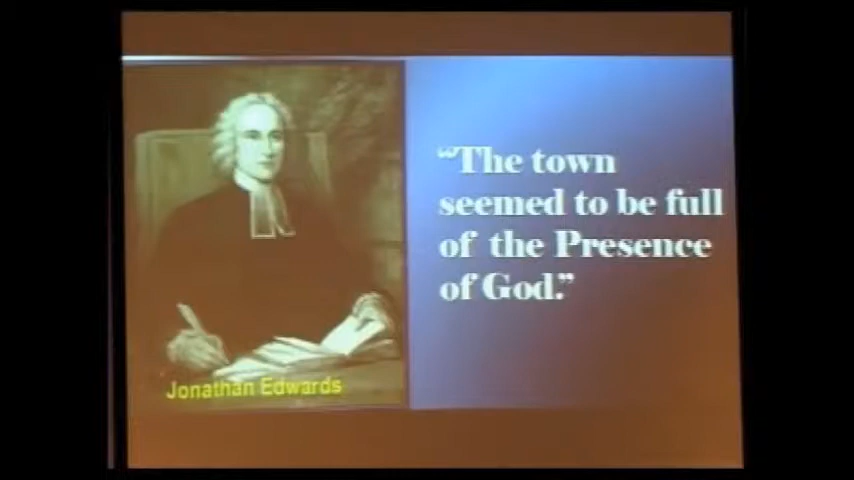 “The town
seemed to be full
of the Presence
of God.”
Jonathan Edwards